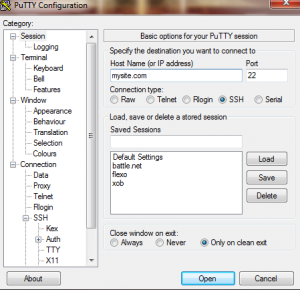 PuTTY Configuration
Category:
Session
Logging
Terminal
Keyboard
Bell
Features
Window
Appearance
Behaviour
Translation
Selection
Colours
Connection
Data
Proxy
Telnet
Rlogin
SSH
Kex
Auth
TTY
X11
Basic options for your PuTTY session
Specify the destination you want to connect to
Host Name (or IP address) Port
mysite.com 22
Connection type:
Raw Telnet Rlogin SSH Serial
Load, save or delete a stored session
Saved Sessions
Default Settings
battle.net
flexo
xob
Load
Save
Delete
Close window on exit:
Always Never Only on clean exit
About Open Cancel